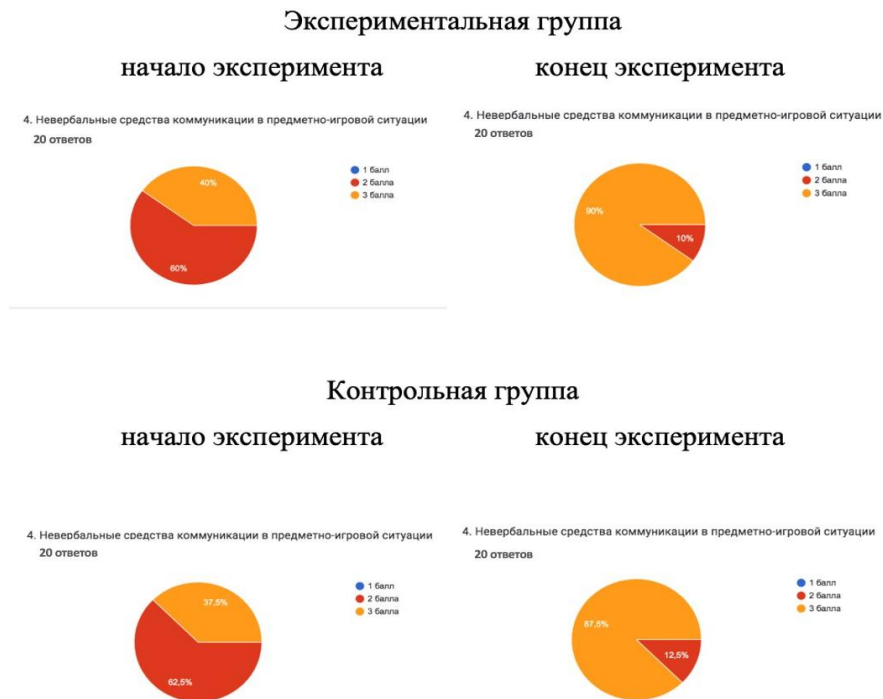 Экспериментальная группа
начало эксперимента
конец эксперимента
4. Невербальные средства коммуникации в предметно-игровой ситуации
20 ответов
40%
60%
1 балл
2 балла
3 балла
4. Невербальные средства коммуникации в предметно-игровой ситуации
20 ответов
90%
10%
1 балл
2 балла
3 балла
Контрольная группа
начало эксперимента
конец эксперимента
4. Невербальные средства коммуникации в предметно-игровой ситуации
20 ответов
37,5%
62,5%
1 балл
2 балла
3 балла
4. Невербальные средства коммуникации в предметно-игровой ситуации
20 ответов
87,5%
12,5%
1 балл
2 балла
3 балла